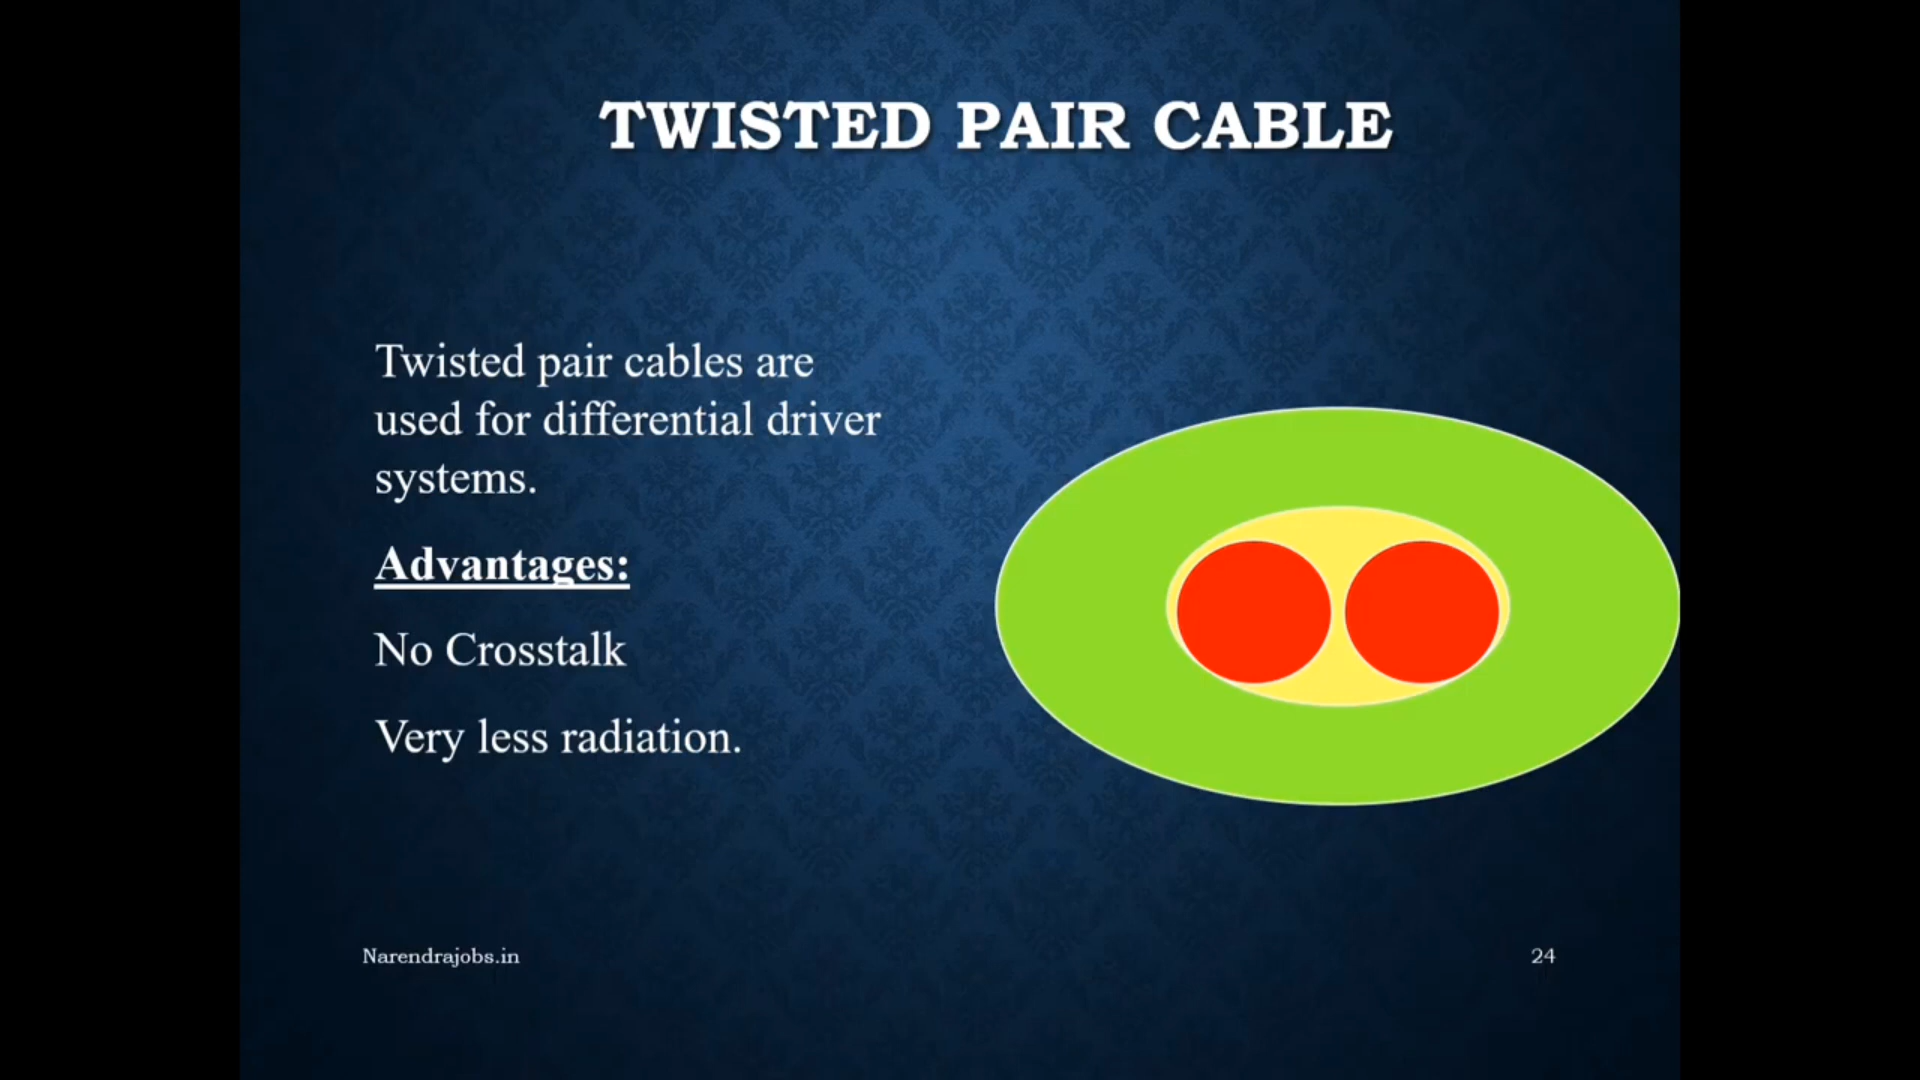 TWISTED PAIR CABLE
Twisted pair cables are
used for differential driver
systems.
Advantages:
No Crosstalk
Very less radiation.
Narendrajobs.in
24